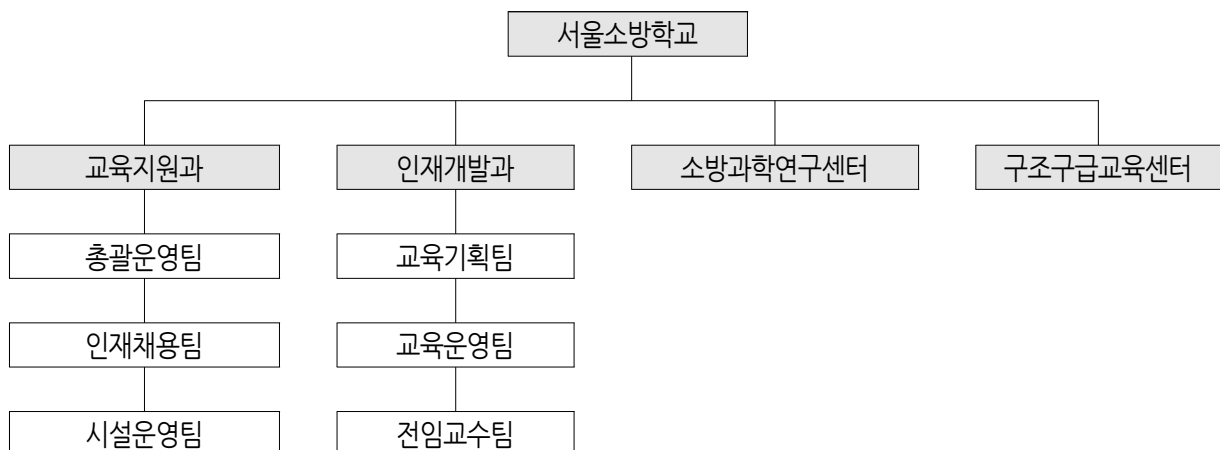 서울소방학교
교육지원과
인재개발과
소방과학연구센터
구조구급교육센터
총괄운영팀
교육기획팀
인재채용팀
교육운영팀
시설운영팀
전임교수팀